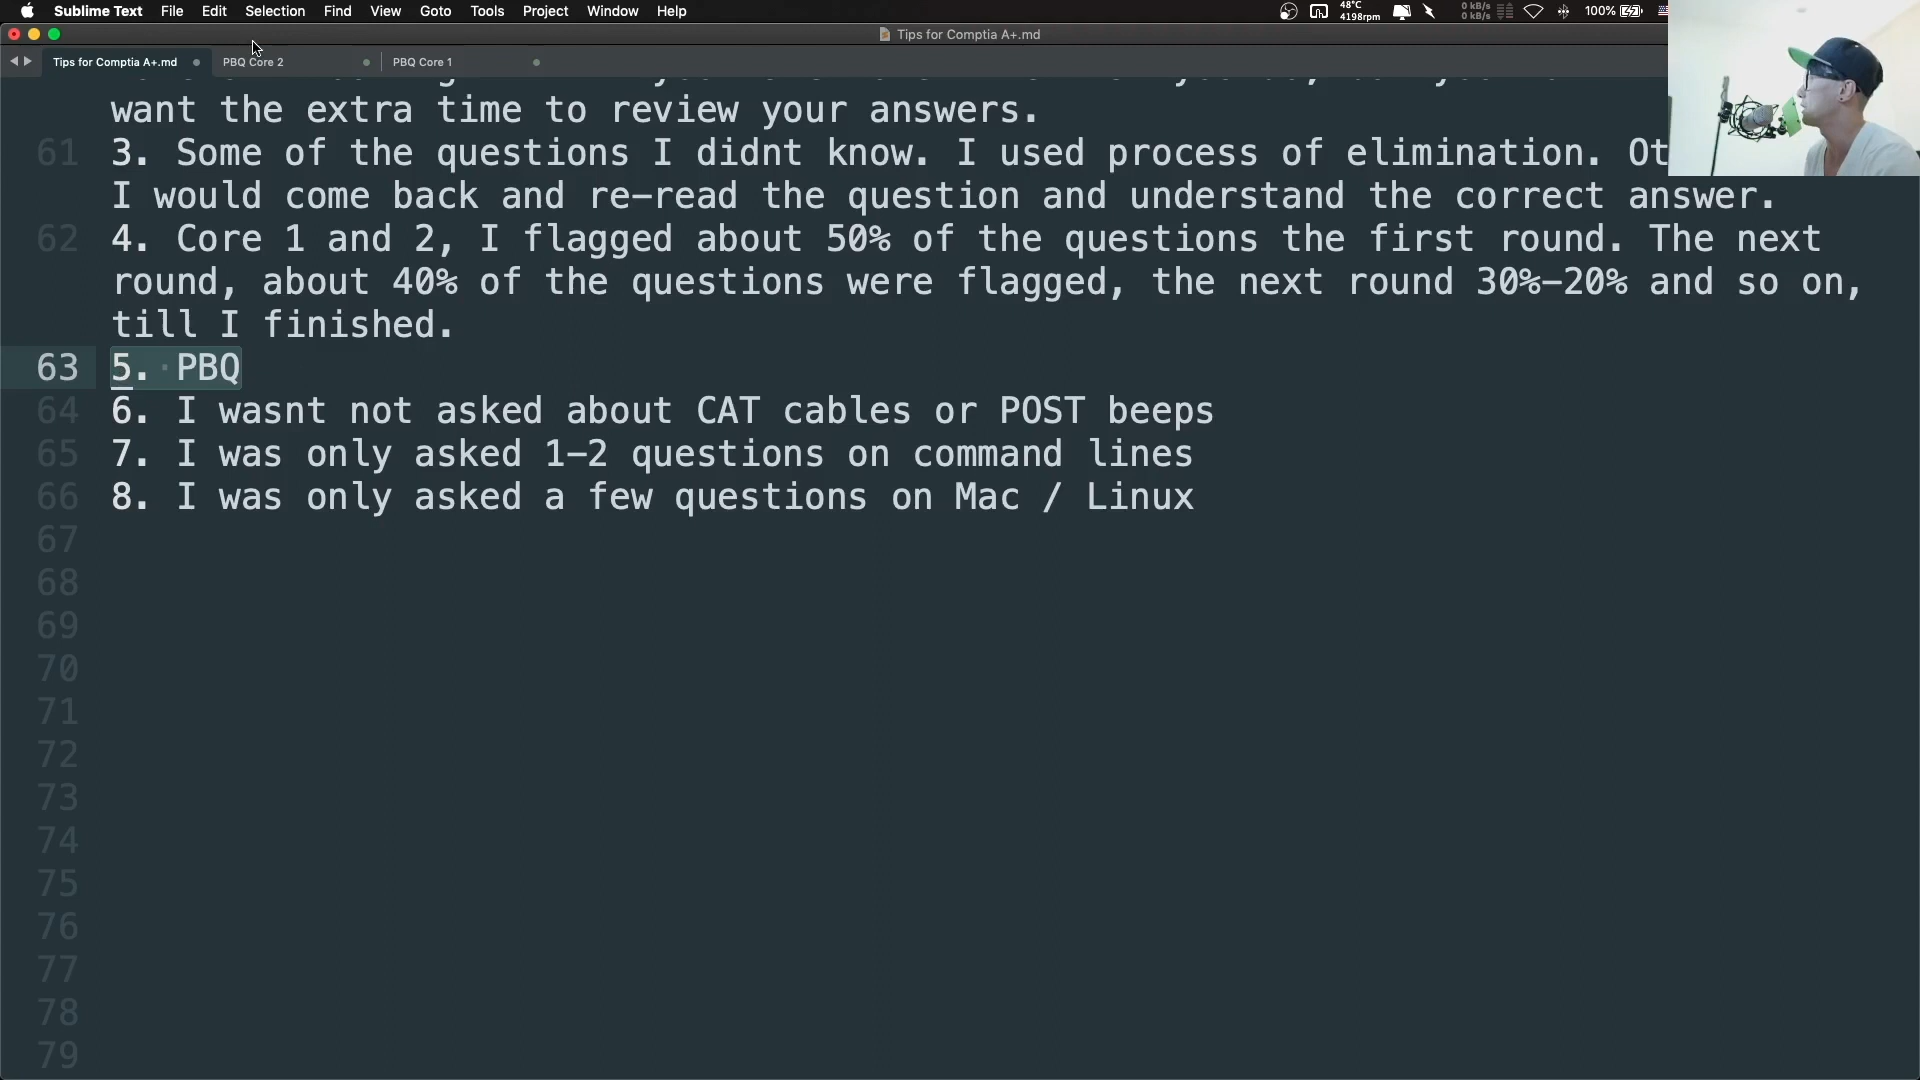 Sublime Text File Edit Selection Find View Goto Tools Project Window Help 48°C 4198rpm 0 kB/s 0 kB/s 100%
Tips for Comptia A+.md
Tips for Comptia A+.md PBQ Core 2 PBQ Core 1
want the extra time to review your answers.
61 3. Some of the questions I didnt know. I used process of elimination.
I would come back and re-read the question and understand the correct answer.
62 4. Core 1 and 2, I flagged about 50% of the questions the first round. The next
round, about 40% of the questions were flagged, the next round 30%-20% and so on,
till I finished.
63 5. PBQ
64 6. I wasnt not asked about CAT cables or POST beeps
65 7. I was only asked 1-2 questions on command lines
66 8. I was only asked a few questions on Mac / Linux
67
68
69
70
71
72
73
74
75
76
77
78
79